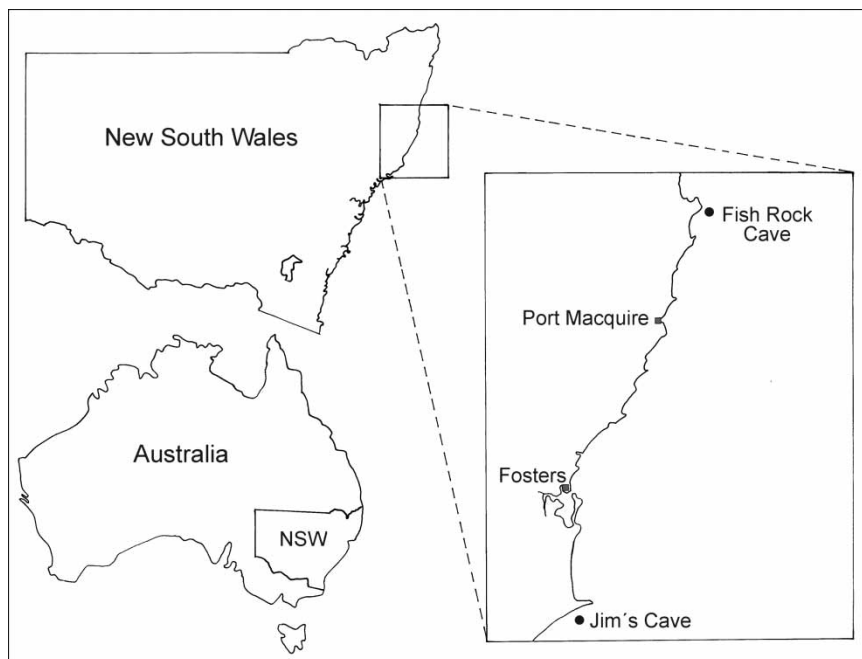 New South Wales
Fish Rock
Cave
Port Macquire
Fosters
Jim´s Cave
Australia
NSW